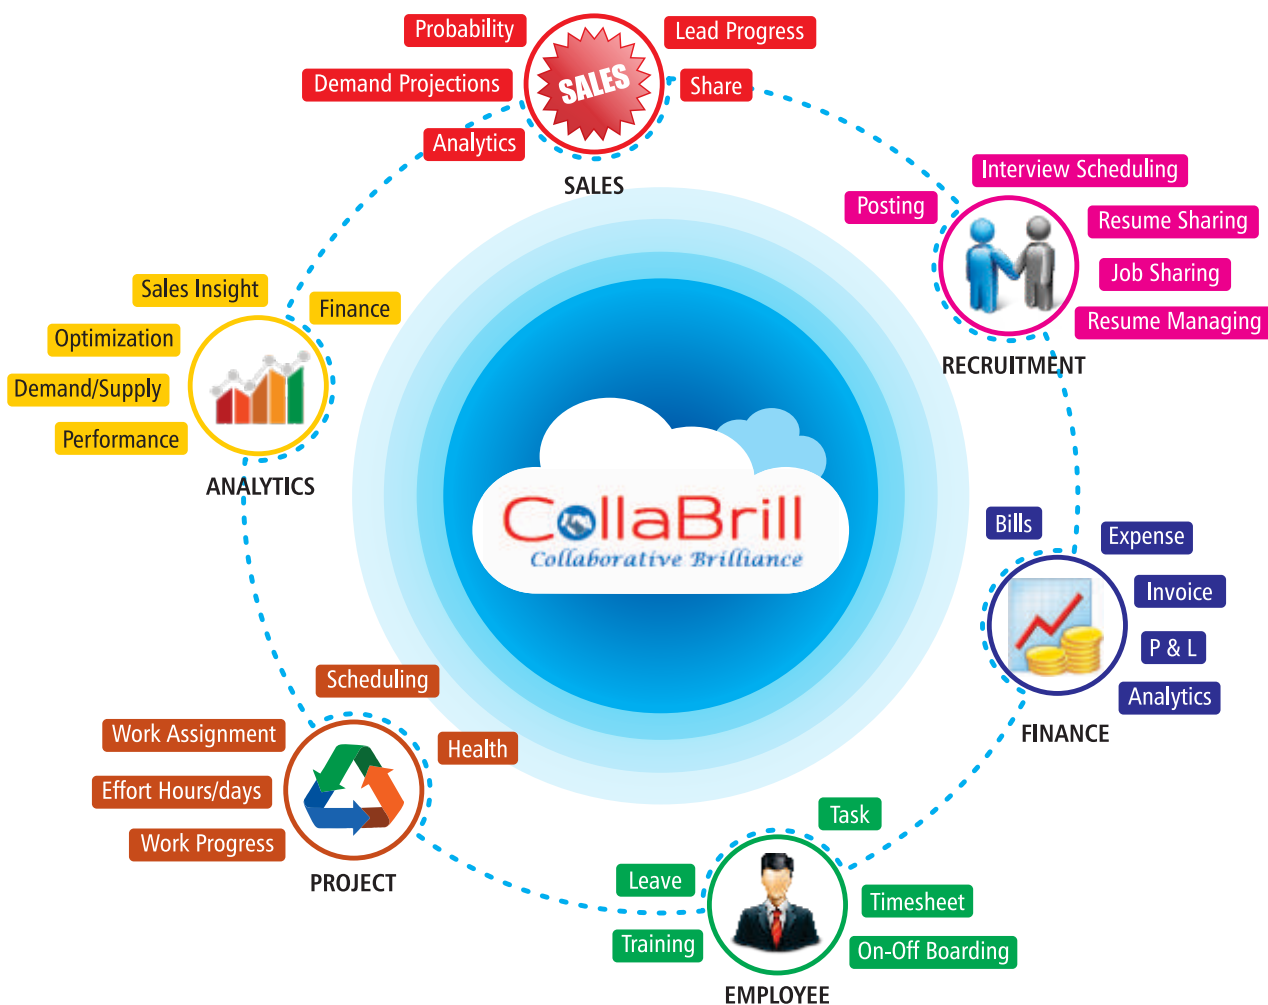 Probability
Lead Progress
Demand Projections
SALES
Share
Analytics
SALES
Interview Scheduling
Posting
Resume Sharing
Job Sharing
Resume Managing
RECRUITMENT
Sales Insight
Finance
Optimization
Demand/Supply
Performance
ANALYTICS
CollaBrill
Collaborative Brilliance
Bills
Expense
Invoice
P & L
Analytics
FINANCE
Scheduling
Work Assignment
Health
Effort Hours/days
Work Progress
PROJECT
Task
Leave
Timesheet
Training
On-Off Boarding
EMPLOYEE